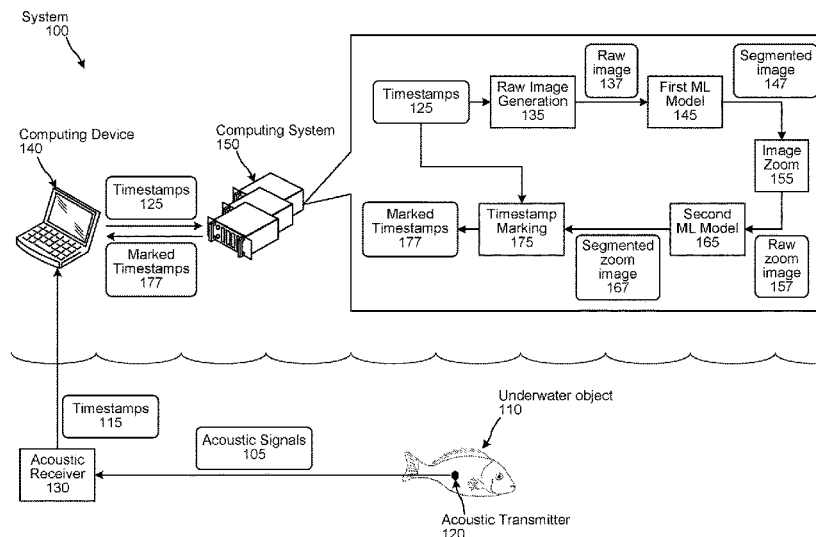 System
100
Computing Device
140
Timestamps
125
Marked
Timestamps
177
Computing System
150
Timestamps
125
Raw Image
Generation
135
Raw
image
137
First ML
Model
145
Segmented
image
147
Image
Zoom
155
Marked
Timestamps
177
Timestamp
Marking
175
Segmented
zoom
image
167
Second
ML Model
165
Raw
zoom
image
157
Timestamps
115
Acoustic
Receiver
130
Acoustic Signals
105
Underwater object
110
Acoustic Transmitter
120